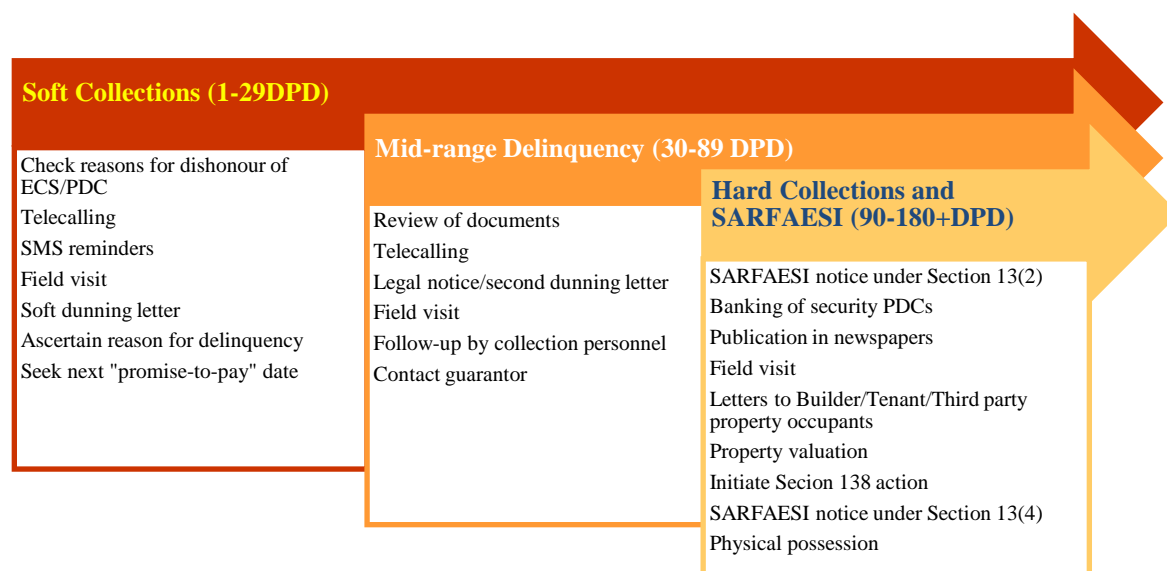 Soft Collections (1-29DPD)
Check reasons for dishonour of
ECS/PDC
Telecalling
SMS reminders
Field visit
Soft dunning letter
Ascertain reason for delinquency
Seek next "promise-to-pay" date
Mid-range Delinquency (30-89 DPD)
Review of documents
Telecalling
Legal notice/second dunning letter
Field visit
Follow-up by collection personnel
Contact guarantor
Hard Collections and
SARFAESI (90-180+DPD)
SARFAESI notice under Section 13(2)
Banking of security PDCs
Publication in newspapers
Field visit
Letters to Builder/Tenant/Third party
property occupants
Property valuation
Initiate Secion 138 action
SARFAESI notice under Section 13(4)
Physical possession